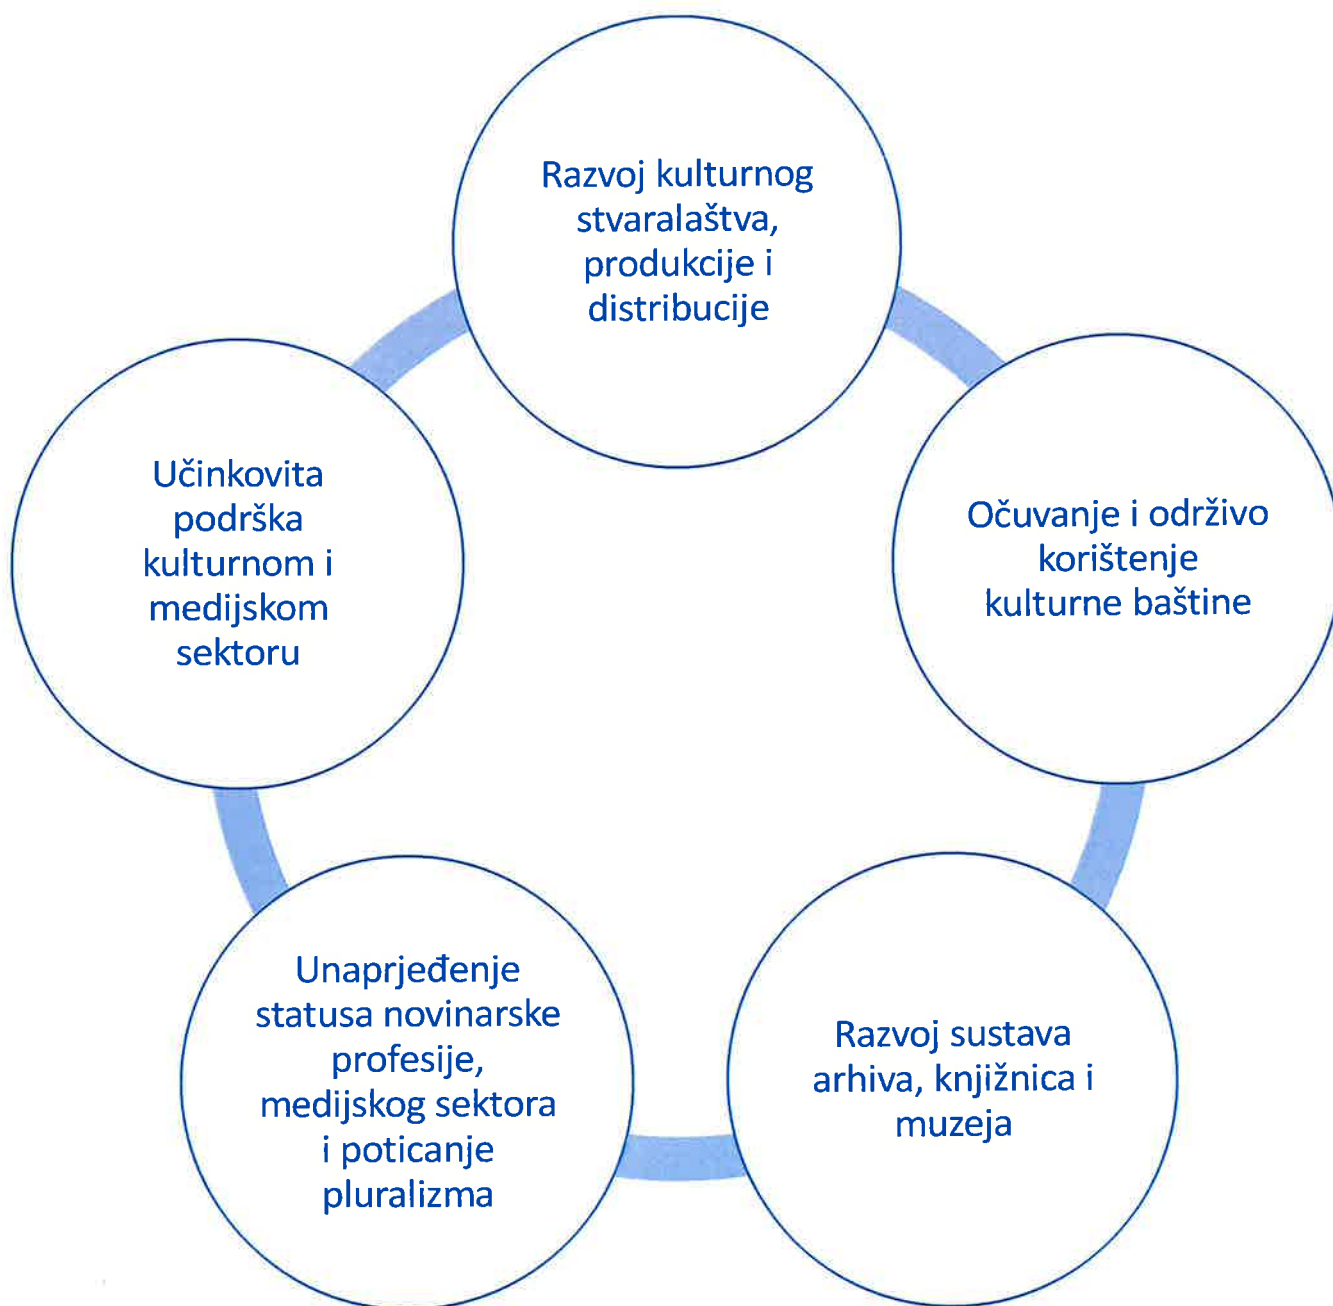 Razvoj kulturnog
stvaralaštva,
produkcije i
distribucije
Očuvanje i održivo
korištenje
kulturne baštine
Razvoj sustava
arhiva, knjižnica i
muzeja
Unaprjeđenje
statusa novinarske
profesije,
medijskog sektora
i poticanje
pluralizma
Učinkovita
podrška
kulturnom i
medijskom
sektoru